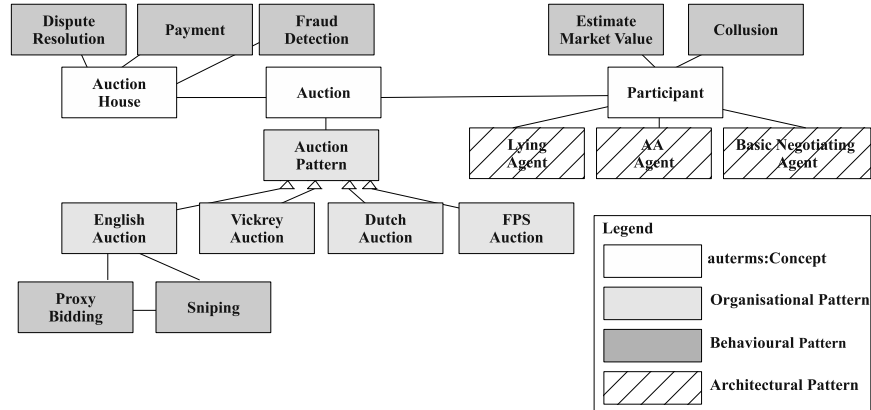 Dispute
Resolution
Payment
Fraud
Detection
Estimate
Market Value
Collusion
Auction
House
Auction
Participant
Auction
Pattern
Lying
Agent
AA
Agent
Basic Negotiating
Agent
English
Auction
Vickrey
Auction
Dutch
Auction
FPS
Auction
Proxy
Bidding
Sniping
Legend
auterms:Concept
Organisational Pattern
Behavioural Pattern
Architectural Pattern